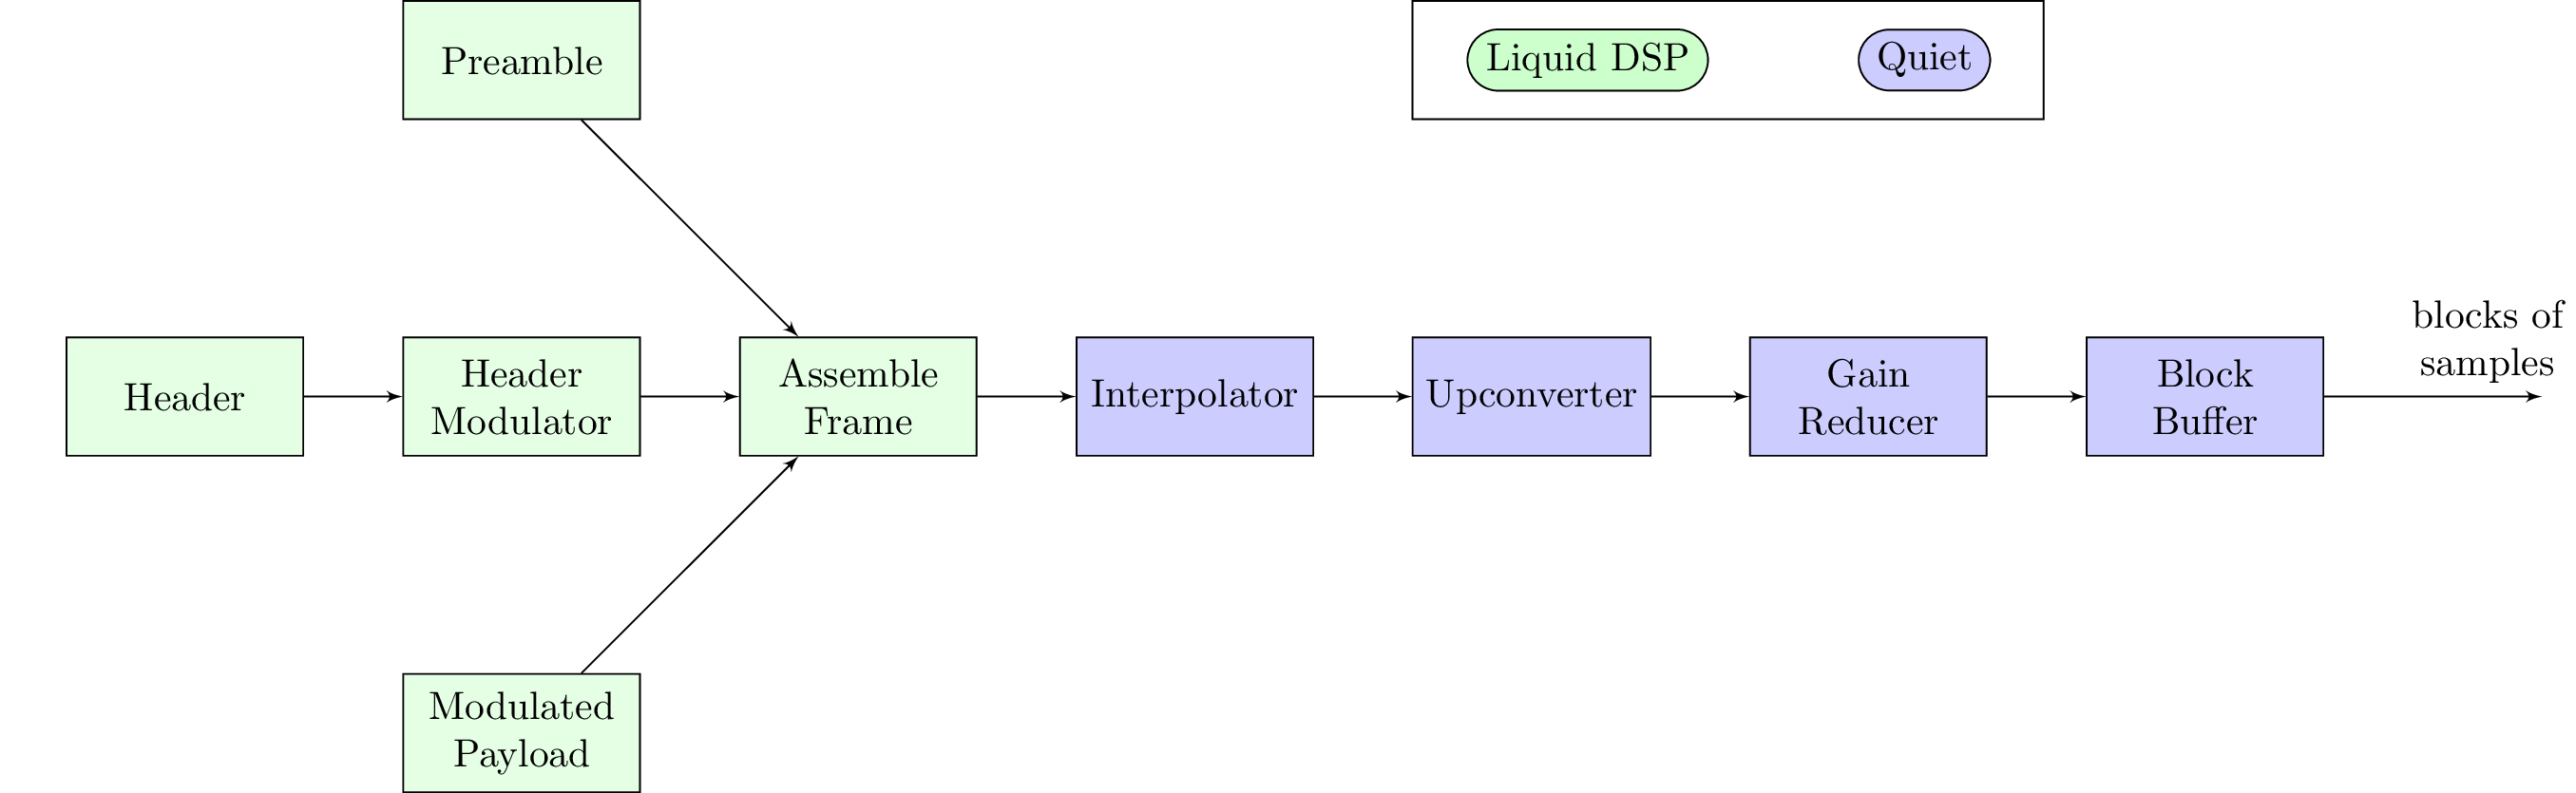 Preamble
Liquid DSP
Quiet
blocks of
samples
Header
Header
Modulator
Assemble
Frame
Interpolator
Upconverter
Gain
Reducer
Block
Buffer
Modulated
Payload